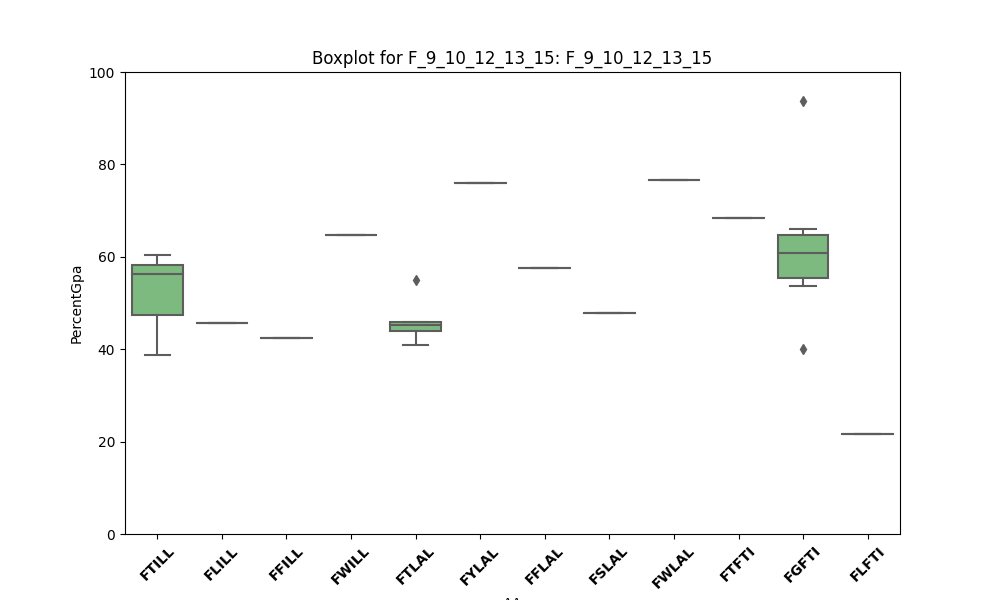 Boxplot for F_9_10_12_13_15: F_9_10_12_13_15
100
80
60
40
20
0
PercentGpa
FTILL
FLILL
FFILL
FWILL
FTLAL
FYLAL
FFLAL
FSLAL
FWLAL
FTFTI
FGFTI
FLFTI